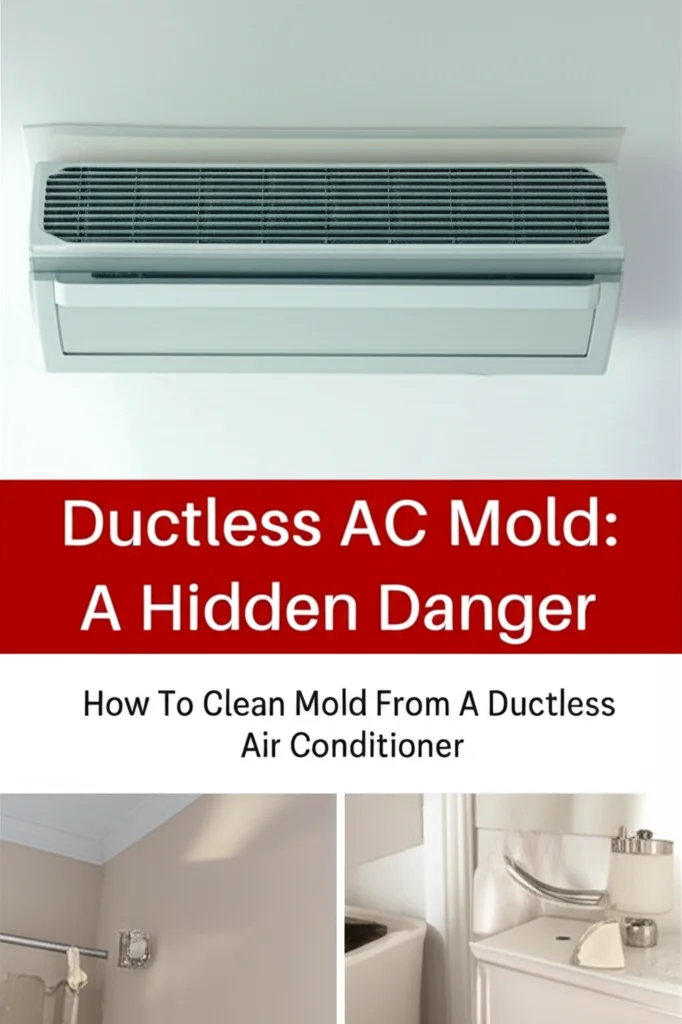 Ductless AC Mold:
A Hidden Danger
How To Clean Mold From A Ductless
Air Conditioner